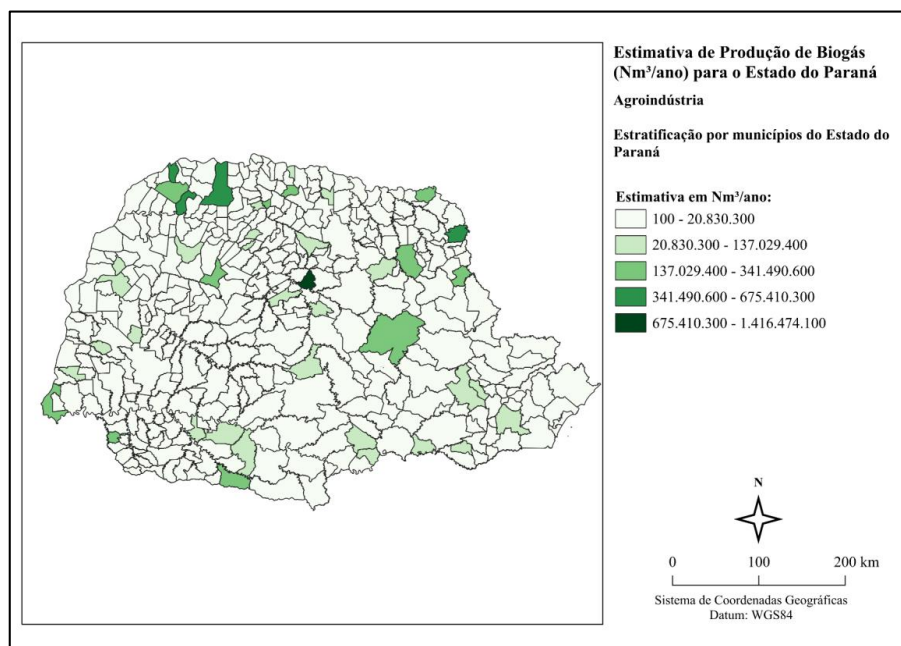 Estimativa de Produção de Biogás
(Nm³/ano) para o Estado do Paraná
Agroindústria
Estratificação por municípios do Estado do
Paraná
Estimativa em Nm³/ano:
100 - 20.830.300
20.830.300 - 137.029.400
137.029.400 - 341.490.600
341.490.600 - 675.410.300
675.410.300 - 1.416.474.100
N
0 100 200 km
Sistema de Coordenadas Geográficas
Datum: WGS84